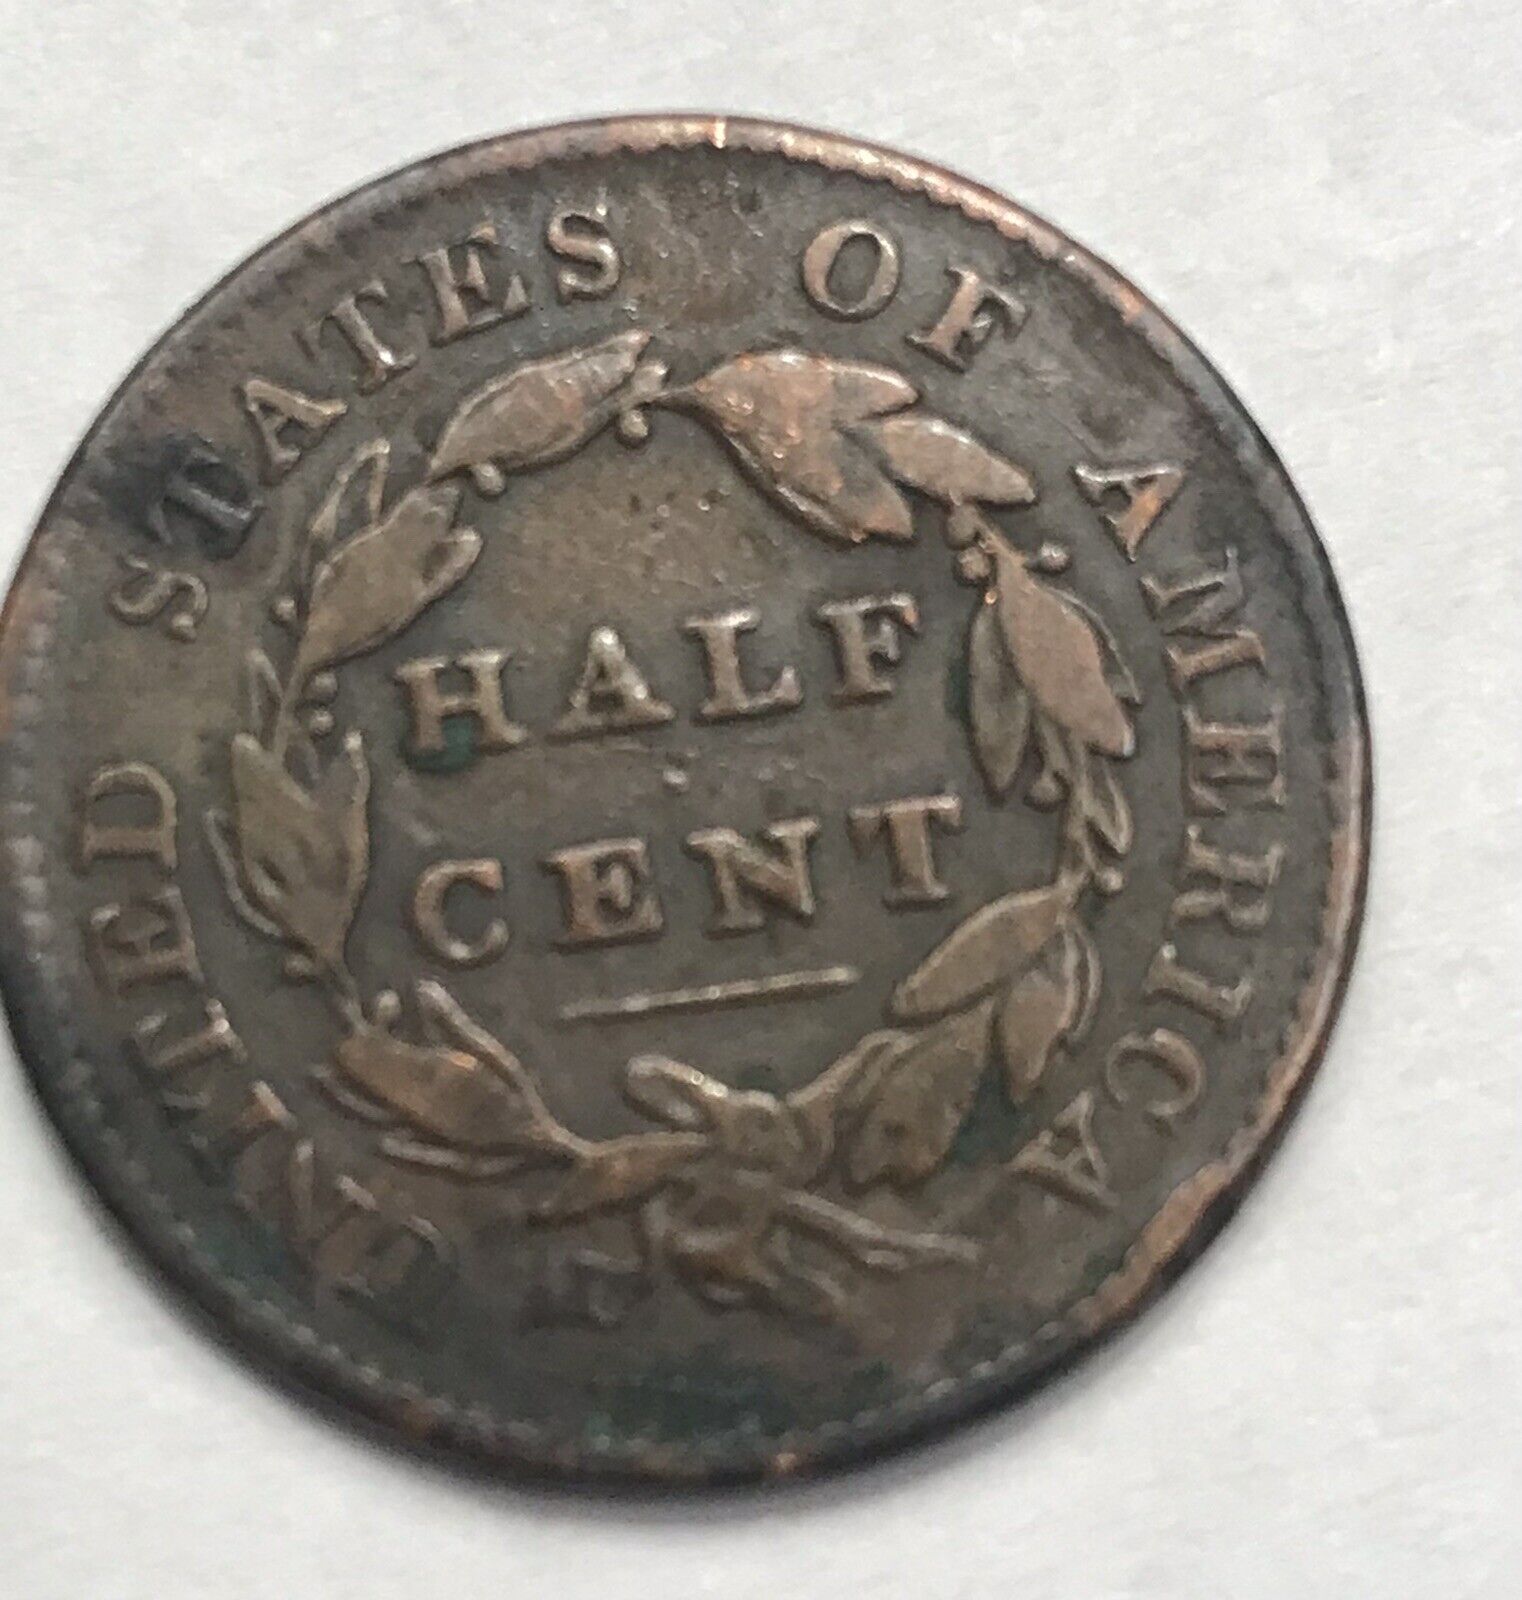 UNITED STATES OF AMERICA
HALF
CENT